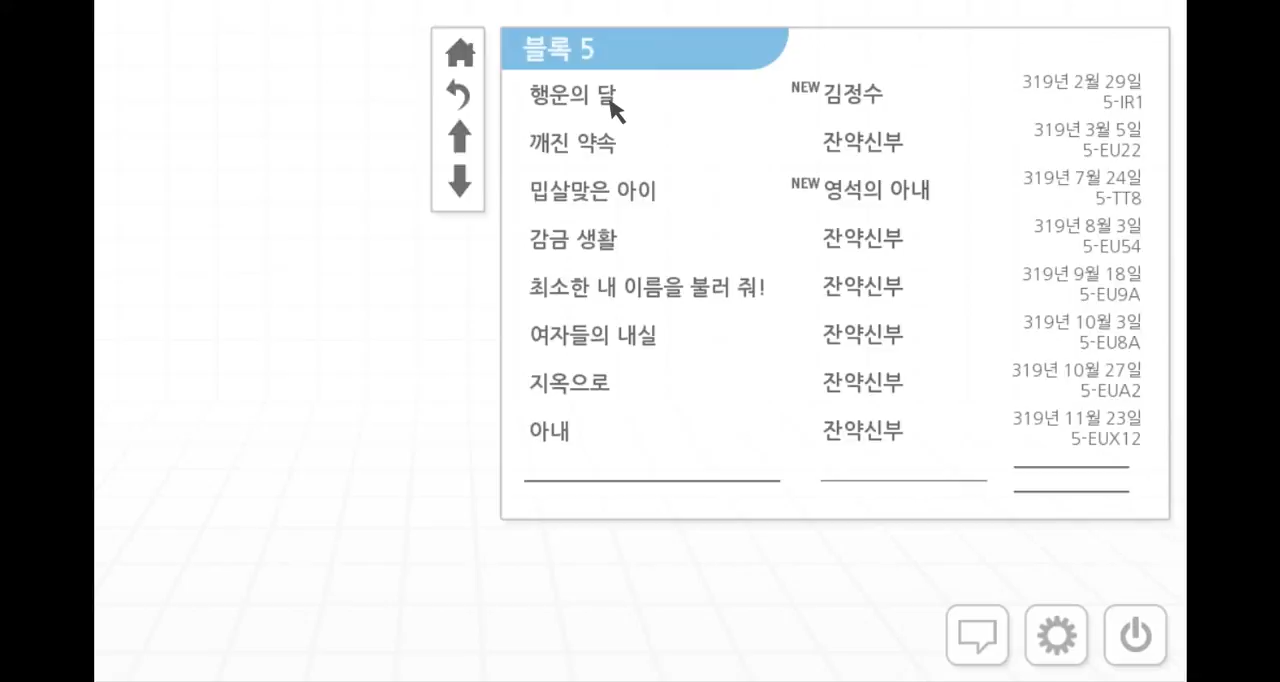 블록 5
행운의 달 NEW 김정수 319년 2월 29일
5-IR1
깨진 약속 잔약신부 319년 3월 5일
5-EU22
밉살맞은 아이 NEW 영석의 아내 319년 7월 24일
5-TT8
감금 생활 잔약신부 319년 8월 3일
5-EU54
최소한 내 이름을 불러 줘! 잔약신부 319년 9월 18일
5-EU9A
여자들의 내실 잔약신부 319년 10월 3일
5-EU8A
지옥으로 잔약신부 319년 10월 27일
5-EUA2
아내 잔약신부 319년 11월 23일
5-EUX12